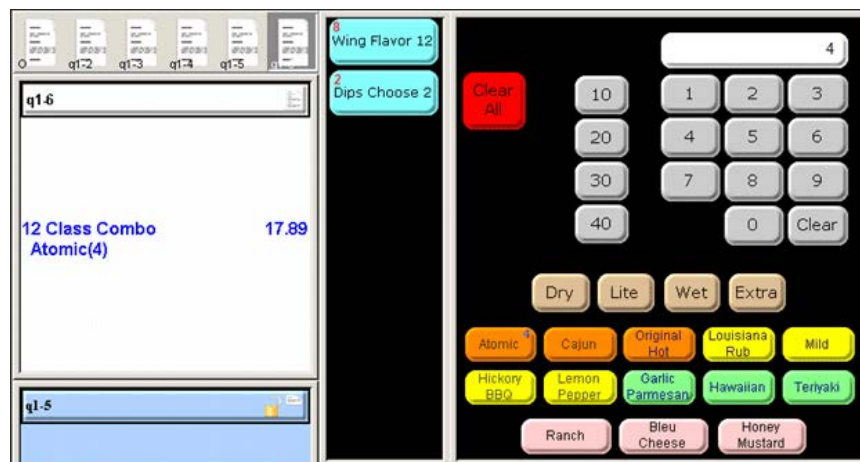 q1-2
q1-3
q1-4
q1-5
q1-6
12 Class Combo 17.89
Atomic(4)
q1-5
8
Wing Flavor 12
2
Dips Choose 2
4
Clear
All
10 1 2 3
20 4 5 6
30 7 8 9
40 0 Clear
Dry Lite Wet Extra
Atomic 4
Cajun
Original
Hot
Louisiana
Rub
Mild
Hickory
BBQ
Lemon
Pepper
Garlic
Parmesan
Hawaiian
Teriyaki
Ranch
Bleu
Cheese
Honey
Mustard